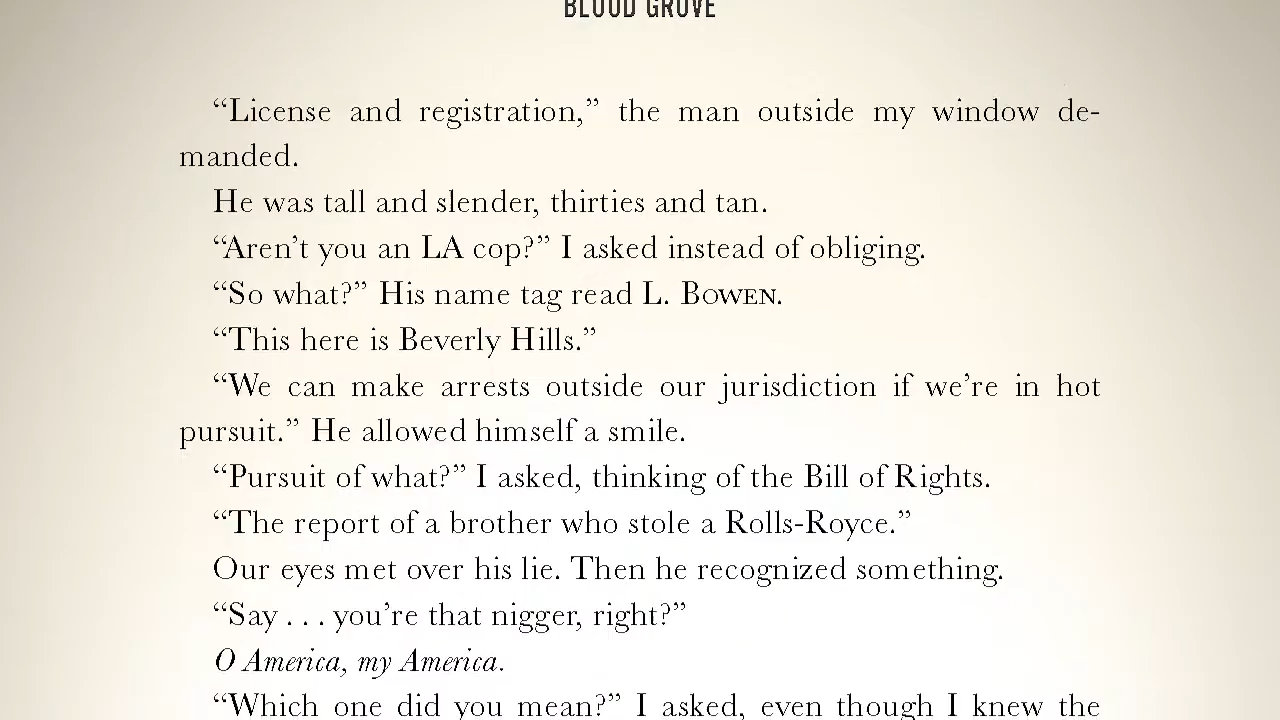 BLOOD GROVE
“License and registration,” the man outside my window de-
manded.
He was tall and slender, thirties and tan.
“Aren’t you an LA cop?” I asked instead of obliging.
“So what?” His name tag read L. BOWEN.
“This here is Beverly Hills.”
“We can make arrests outside our jurisdiction if we’re in hot
pursuit.” He allowed himself a smile.
“Pursuit of what?” I asked, thinking of the Bill of Rights.
“The report of a brother who stole a Rolls-Royce.”
Our eyes met over his lie. Then he recognized something.
“Say . . . you’re that nigger, right?”
O America, my America.
“Which one did you mean?” I asked, even though I knew the